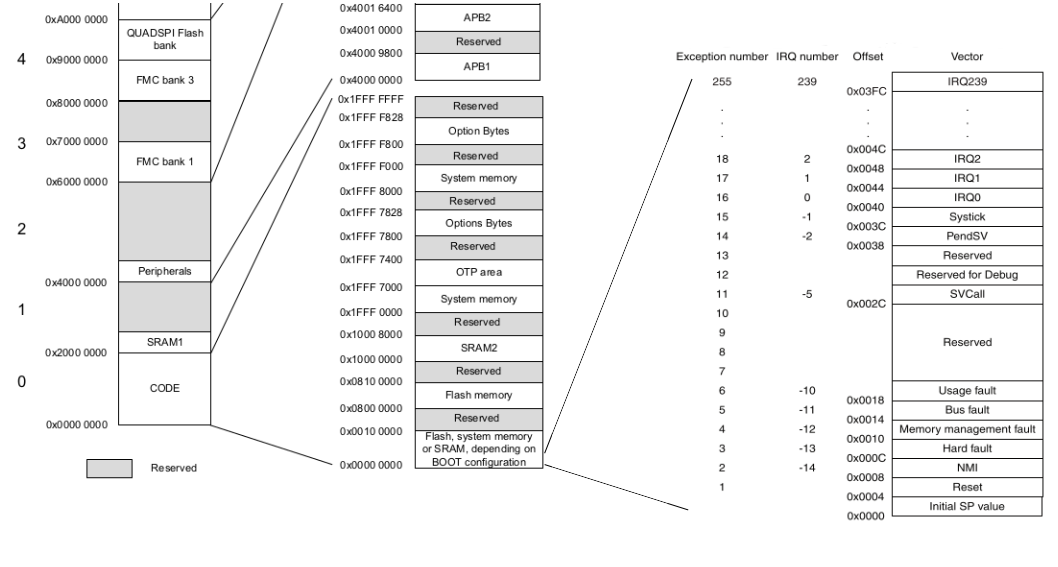 0xA000 0000
QUADSPI Flash
bank
4
0x9000 0000
FMC bank 3
0x8000 0000
3
0x7000 0000
FMC bank 1
0x6000 0000
2
Peripherals
0x4000 0000
1
SRAM1
0x2000 0000
0
CODE
0x0000 0000
Reserved
0x4001 6400
APB2
0x4001 0000
Reserved
0x4000 9800
APB1
0x4000 0000
0x1FFF FFFF
Reserved
0x1FFF F828
Option Bytes
0x1FFF F800
Reserved
0x1FFF F000
System memory
0x1FFF 8000
Reserved
0x1FFF 7828
Options Bytes
0x1FFF 7800
Reserved
0x1FFF 7400
OTP area
0x1FFF 7000
System memory
0x1FFF 0000
Reserved
0x1000 8000
SRAM2
0x1000 0000
Reserved
0x0810 0000
Flash memory
0x0800 0000
Reserved
0x0010 0000
Flash, system memory
or SRAM, depending on
BOOT configuration
0x0000 0000
Exception number IRQ number Offset Vector
255 239 IRQ239
0x03FC
. . .
. . .
. . .
0x004C
18 2 IRQ2
0x0048
17 1 IRQ1
0x0044
16 0 IRQ0
0x0040
15 -1 Systick
0x003C
14 -2 PendSV
0x0038
13 Reserved
12 Reserved for Debug
11 -5 SVCall
0x002C
10
9
8 Reserved
7
6 -10 Usage fault
0x0018
5 -11 Bus fault
0x0014
4 -12 Memory management fault
0x0010
3 -13 Hard fault
0x000C
2 -14 NMI
0x0008
1 Reset
0x0004
Initial SP value
0x0000